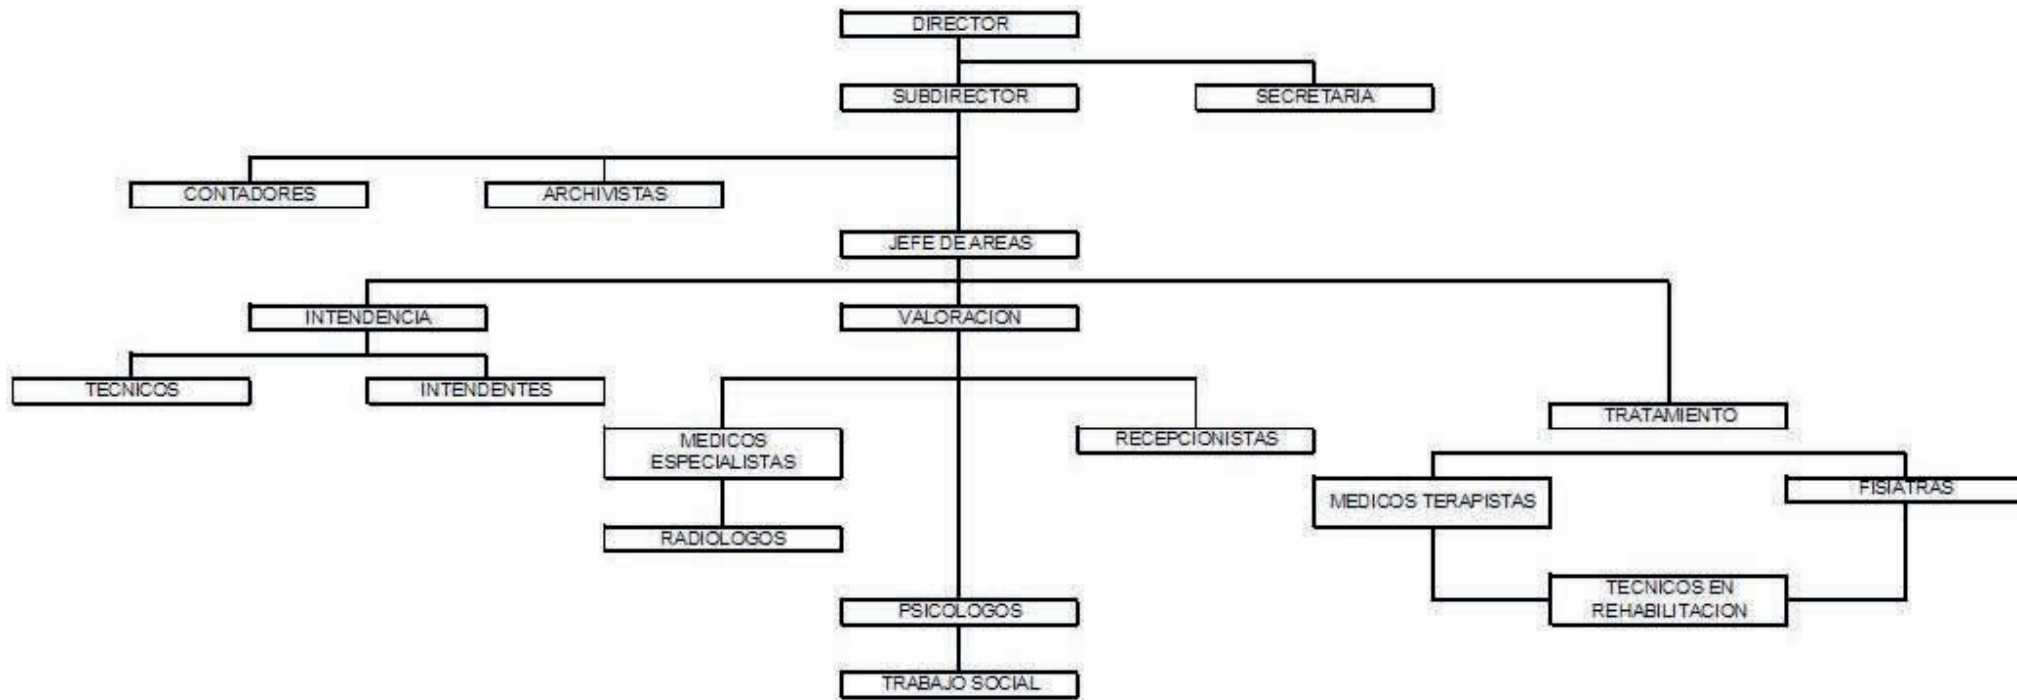 DIRECTOR
SUBDIRECTOR
SECRETARIA
CONTADORES
ARCHIVISTAS
JEFE DE AREAS
INTENDENCIA
VALORACION
TECNICOS
INTENDENTES
TRATAMIENTO
MEDICOS
ESPECIALISTAS
RECEPCIONISTAS
MEDICOS TERAPISTAS
FISIATRAS
RADIOLOGOS
TECNICOS EN
REHABILITACION
PSICOLOGOS
TRABAJO SOCIAL